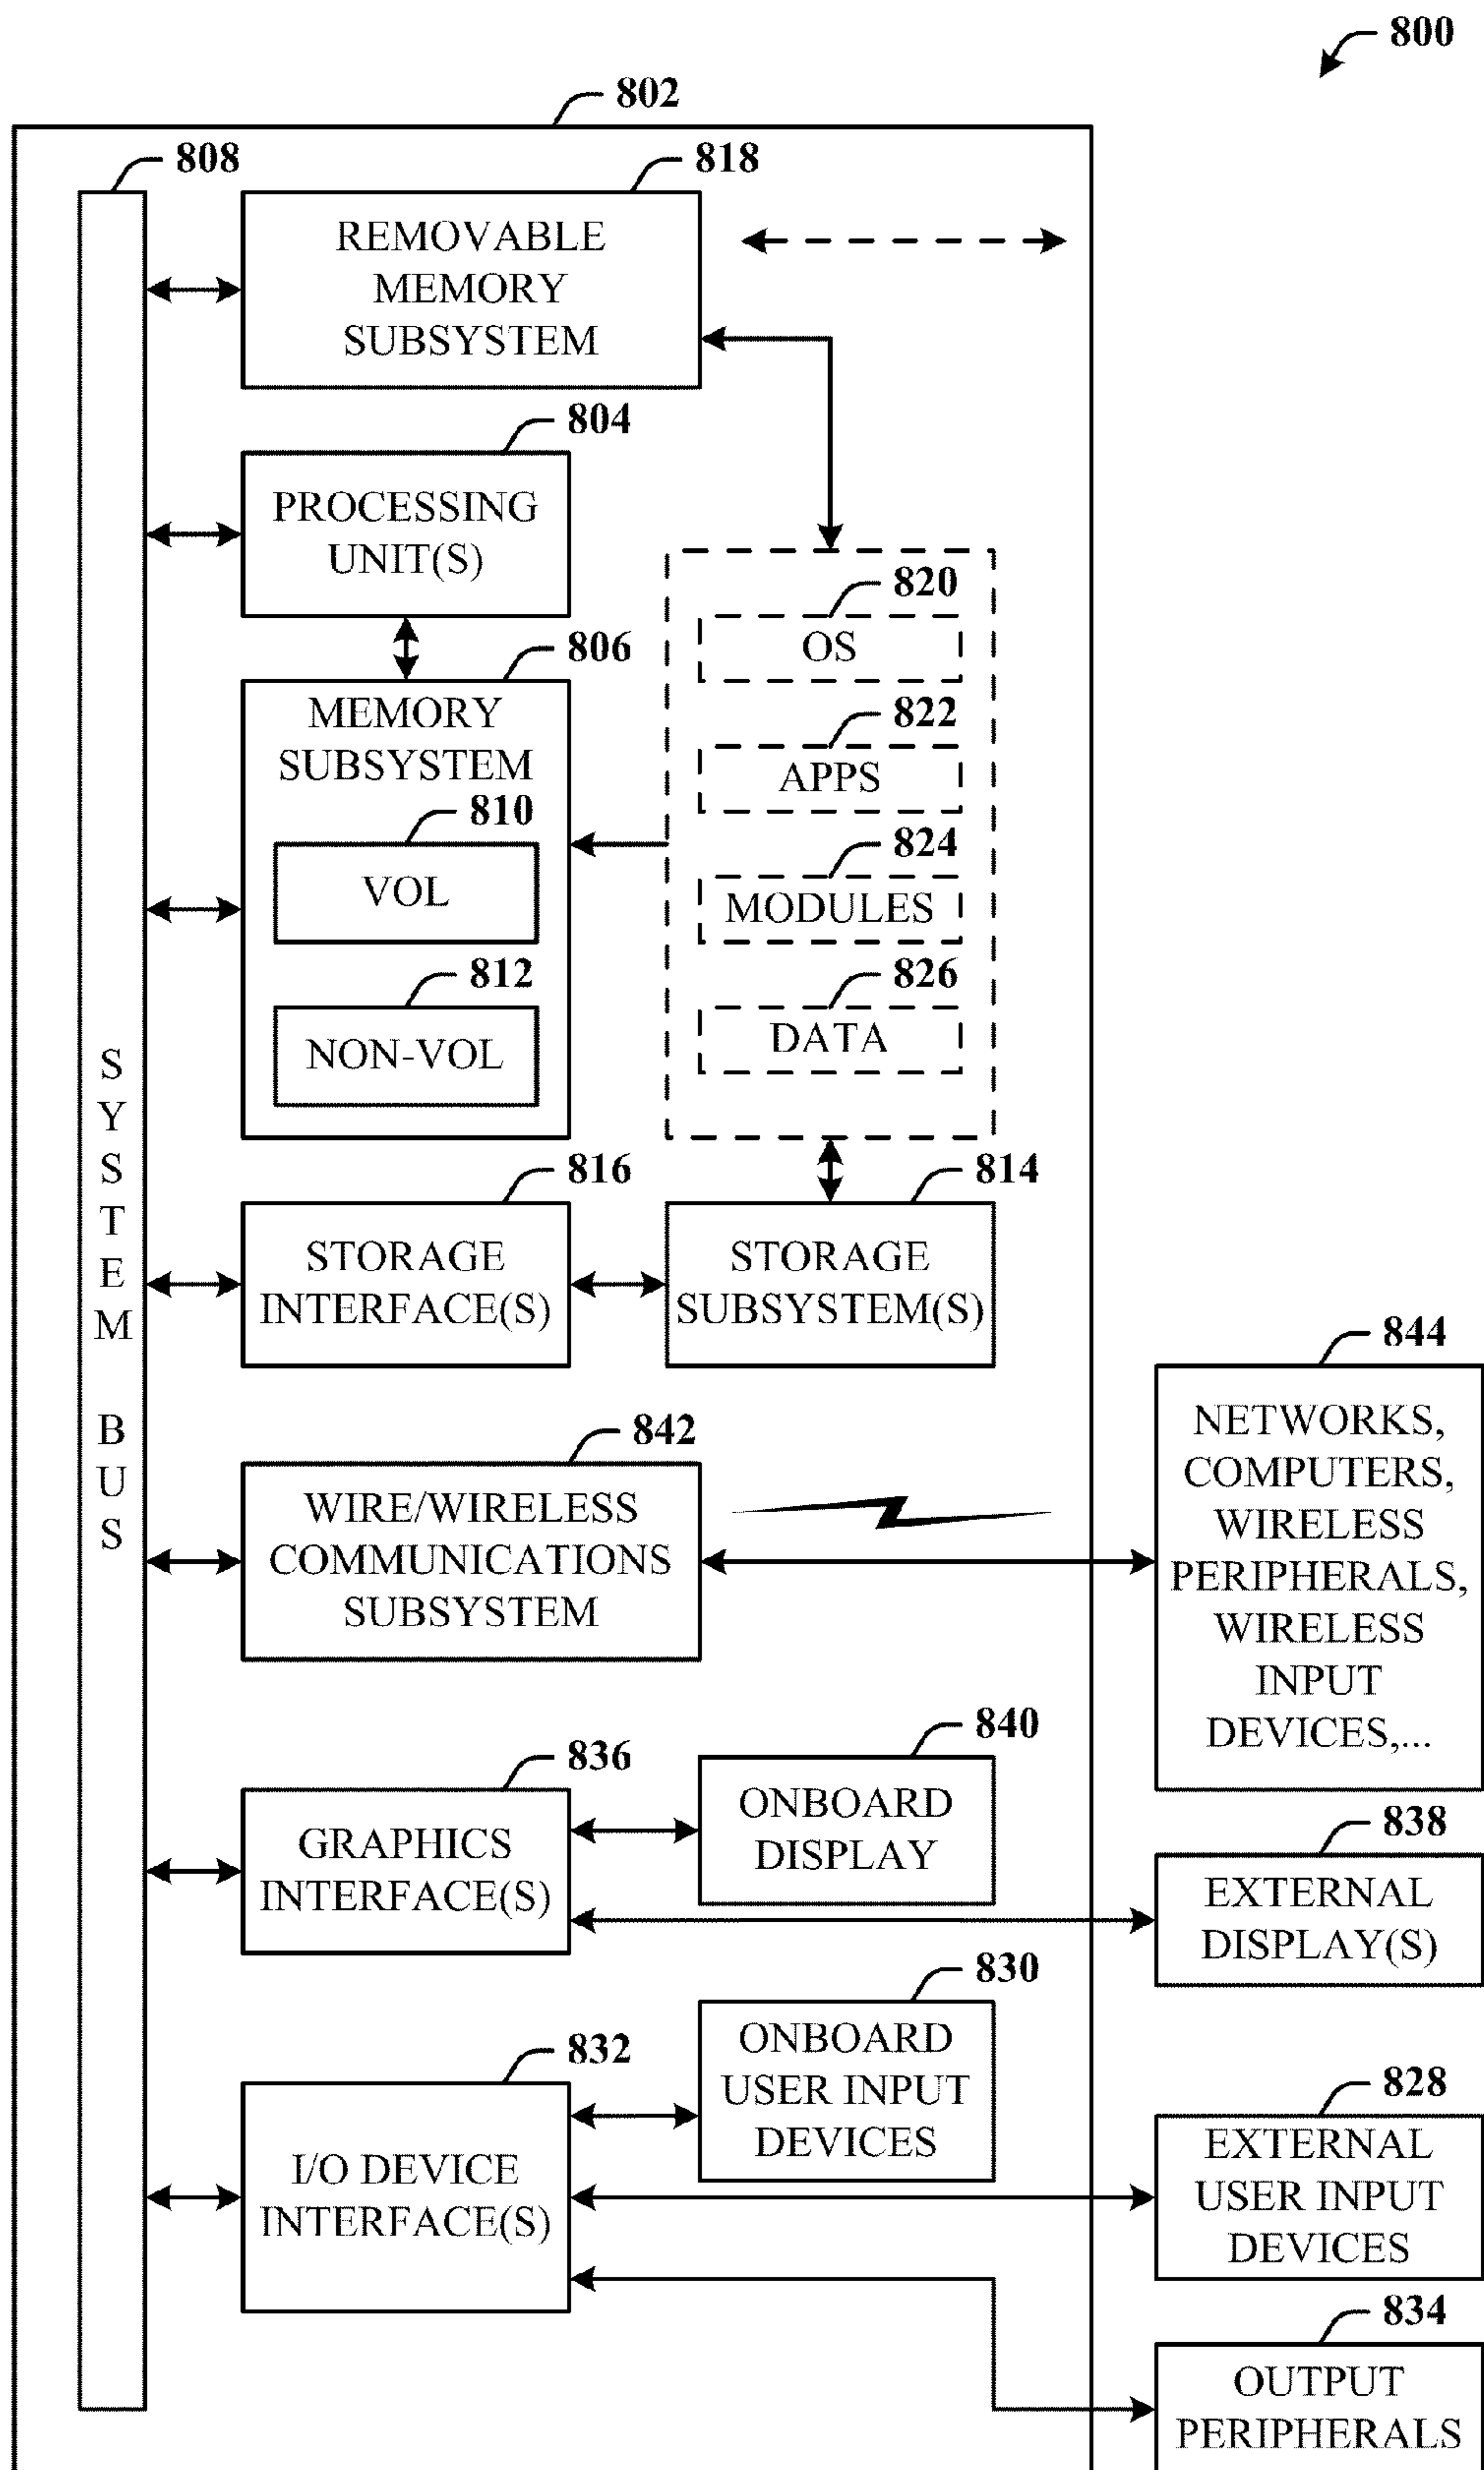 800
802
808
818
REMOVABLE
MEMORY
SUBSYSTEM
804
PROCESSING
UNIT(S)
820
OS
806
MEMORY
SUBSYSTEM
822
APPS
810
VOL
824
MODULES
812
NON-VOL
826
DATA
SYSTEM BUS
816
STORAGE
INTERFACE(S)
814
STORAGE
SUBSYSTEM(S)
844
NETWORKS,
COMPUTERS,
WIRELESS
PERIPHERALS,
WIRELESS
INPUT
DEVICES,...
842
WIRE/WIRELESS
COMMUNICATIONS
SUBSYSTEM
840
ONBOARD
DISPLAY
836
GRAPHICS
INTERFACE(S)
838
EXTERNAL
DISPLAY(S)
830
ONBOARD
USER INPUT
DEVICES
832
I/O DEVICE
INTERFACE(S)
828
EXTERNAL
USER INPUT
DEVICES
834
OUTPUT
PERIPHERALS